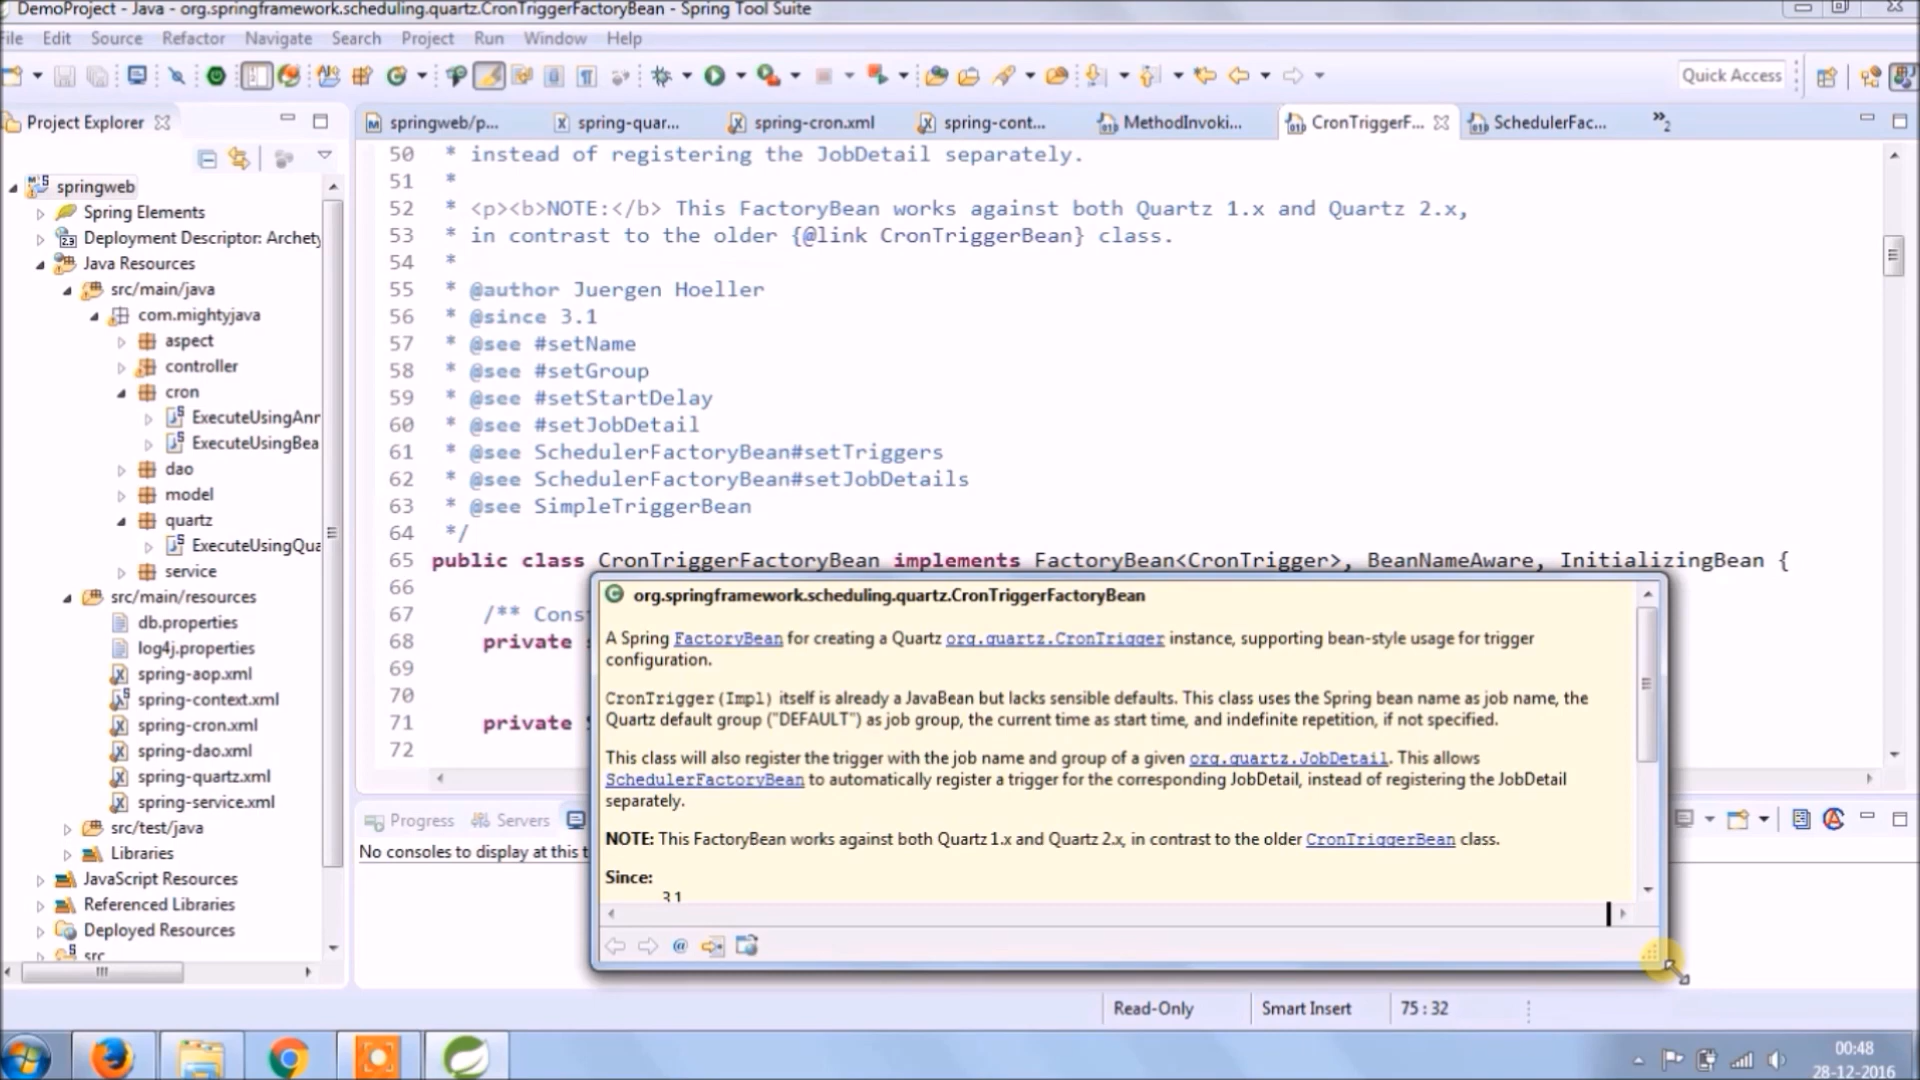 DemoProject - Java - org.springframework.scheduling.quartz.CronTriggerFactoryBean - Spring Tool Suite
File Edit Source Refactor Navigate Search Project Run Window Help
Quick Access
Project Explorer
springweb/p...
spring-quar...
spring-cron.xml
spring-cont...
MethodInvoki...
CronTriggerF...
SchedulerFac...
»2
springweb
Spring Elements
Deployment Descriptor: Archety
Java Resources
src/main/java
com.mightyjava
aspect
controller
cron
ExecuteUsingAnr
ExecuteUsingBea
dao
model
quartz
ExecuteUsingQua
service
src/main/resources
db.properties
log4j.properties
spring-aop.xml
spring-context.xml
spring-cron.xml
spring-dao.xml
spring-quartz.xml
spring-service.xml
src/test/java
Libraries
JavaScript Resources
Referenced Libraries
Deployed Resources
src
50 * instead of registering the JobDetail separately.
51 *
52 * <p><b>NOTE:</b> This FactoryBean works against both Quartz 1.x and Quartz 2.x,
53 * in contrast to the older {@link CronTriggerBean} class.
54 *
55 * @author Juergen Hoeller
56 * @since 3.1
57 * @see #setName
58 * @see #setGroup
59 * @see #setStartDelay
60 * @see #setJobDetail
61 * @see SchedulerFactoryBean#setTriggers
62 * @see SchedulerFactoryBean#setJobDetails
63 * @see SimpleTriggerBean
64 */
65 public class CronTriggerFactoryBean implements FactoryBean<CronTrigger>, BeanNameAware, InitializingBean {
66
67 /** Cons
68 private
69
70
71 private
72
org.springframework.scheduling.quartz.CronTriggerFactoryBean
A Spring FactoryBean for creating a Quartz org.quartz.CronTrigger instance, supporting bean-style usage for trigger
configuration.
CronTrigger(Impl) itself is already a JavaBean but lacks sensible defaults. This class uses the Spring bean name as job name, the
Quartz default group ("DEFAULT") as job group, the current time as start time, and indefinite repetition, if not specified.
This class will also register the trigger with the job name and group of a given org.quartz.JobDetail. This allows
SchedulerFactoryBean to automatically register a trigger for the corresponding JobDetail, instead of registering the JobDetail
separately.
NOTE: This FactoryBean works against both Quartz 1.x and Quartz 2.x, in contrast to the older CronTriggerBean class.
Since:
3.1
Progress
Servers
No consoles to display at this t
Read-Only
Smart Insert
75 : 32
00:48
28-12-2016